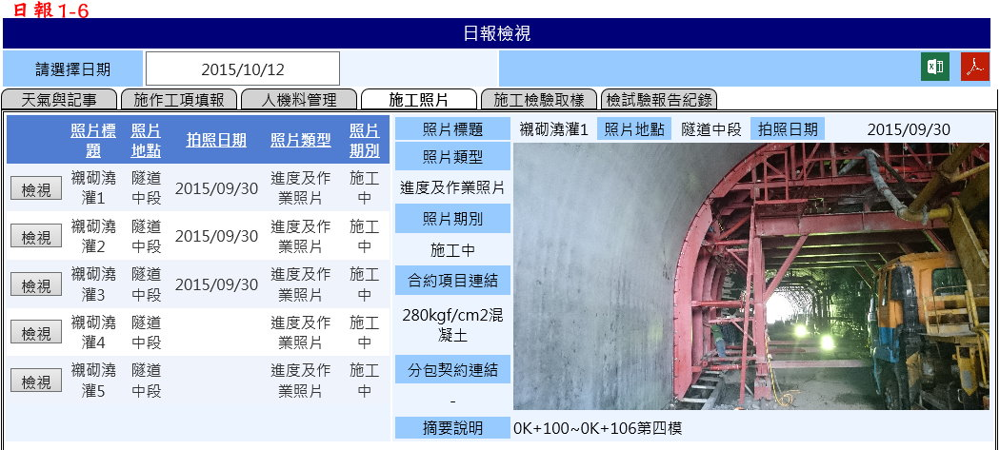 日報1-6
日報檢視
請選擇日期 2015/10/12
天氣與記事 施作工項填報 人機料管理 施工照片 施工檢驗取樣 檢試驗報告紀錄
照片標
題
照片
地點
拍照日期
照片類型
照片
期別
檢視
襯砌澆
灌1
隧道
中段
2015/09/30
進度及作
業照片
施工
中
檢視
襯砌澆
灌2
隧道
中段
2015/09/30
進度及作
業照片
施工
中
檢視
襯砌澆
灌3
隧道
中段
2015/09/30
進度及作
業照片
施工
中
檢視
襯砌澆
灌4
隧道
中段
進度及作
業照片
施工
中
檢視
襯砌澆
灌5
隧道
中段
進度及作
業照片
施工
中
照片標題 襯砌澆灌1 照片地點 隧道中段 拍照日期 2015/09/30
照片類型
進度及作業照片
照片期別
施工中
合約項目連結
280kgf/cm2混
凝土
分包契約連結
-
摘要說明 0K+100~0K+106第四模